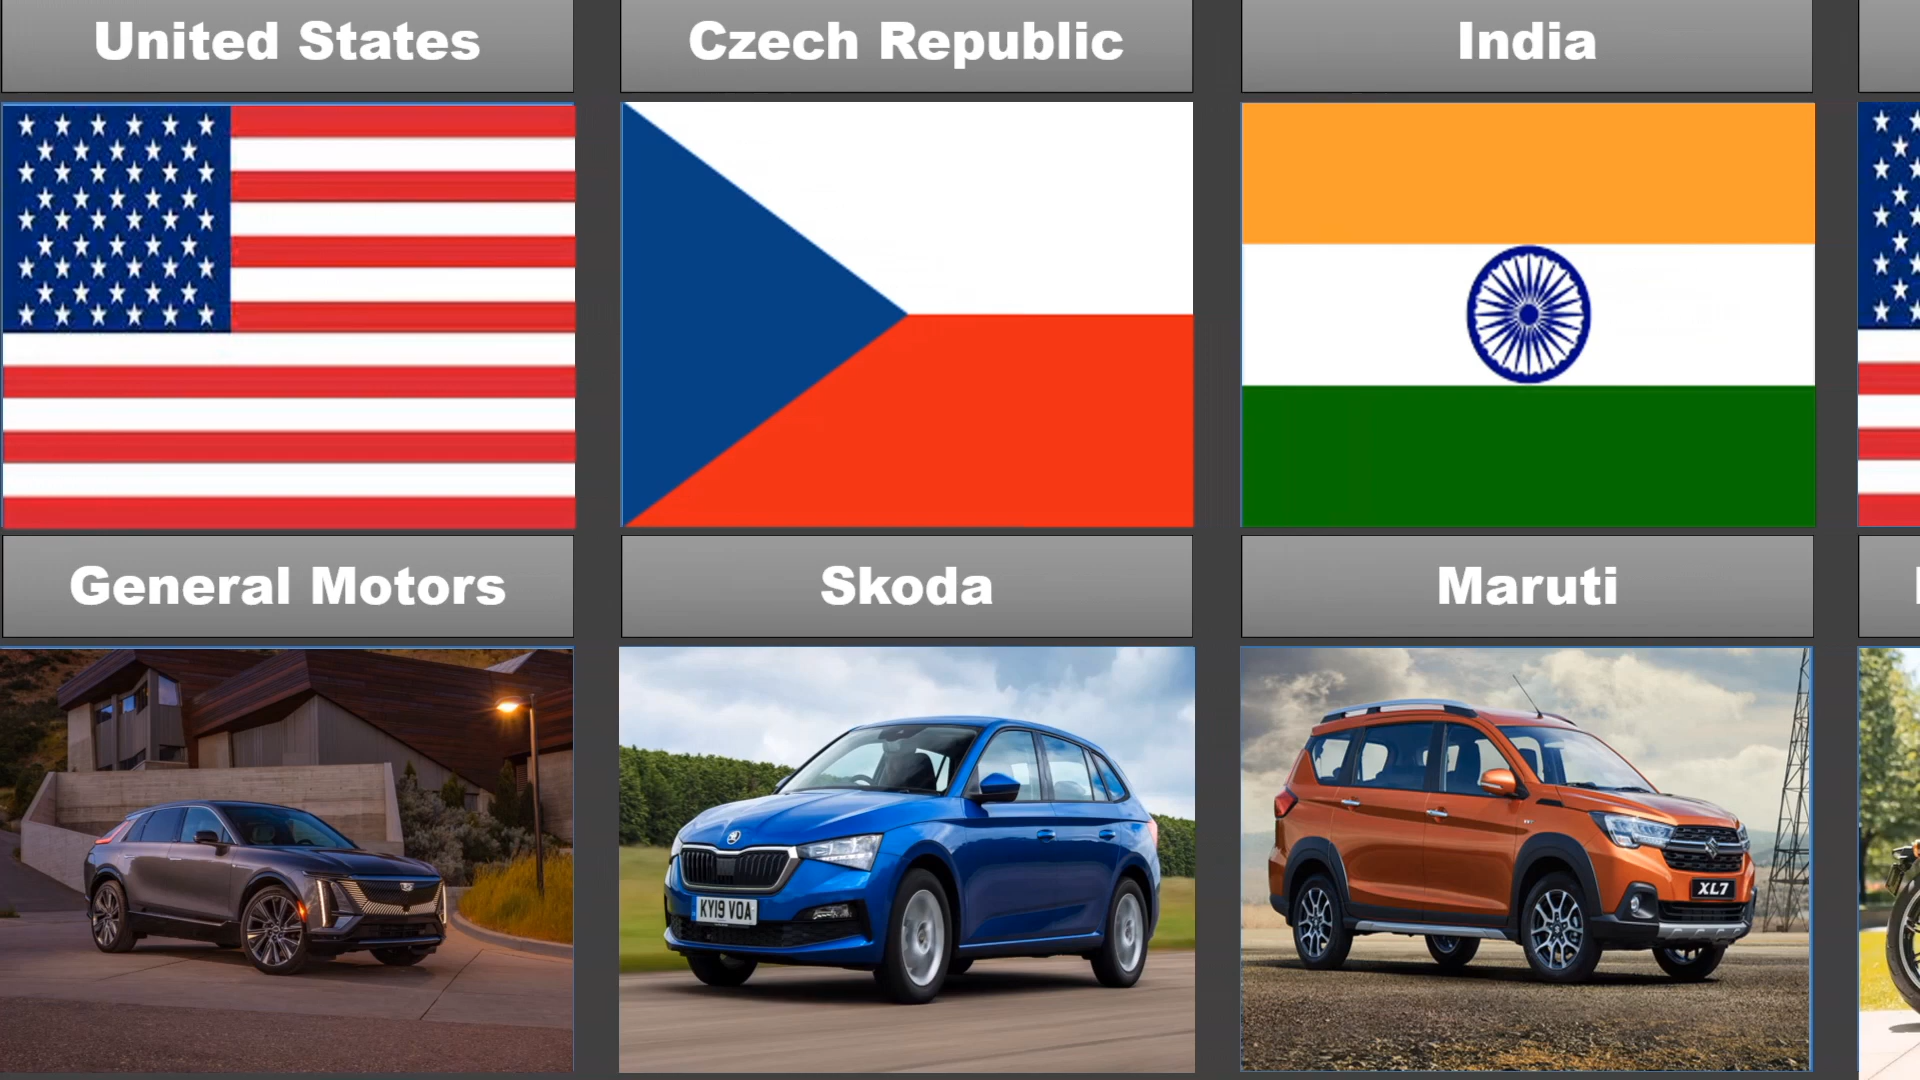 United States
Czech Republic
India
General Motors
Skoda
Maruti
KY19 VOA
XL7